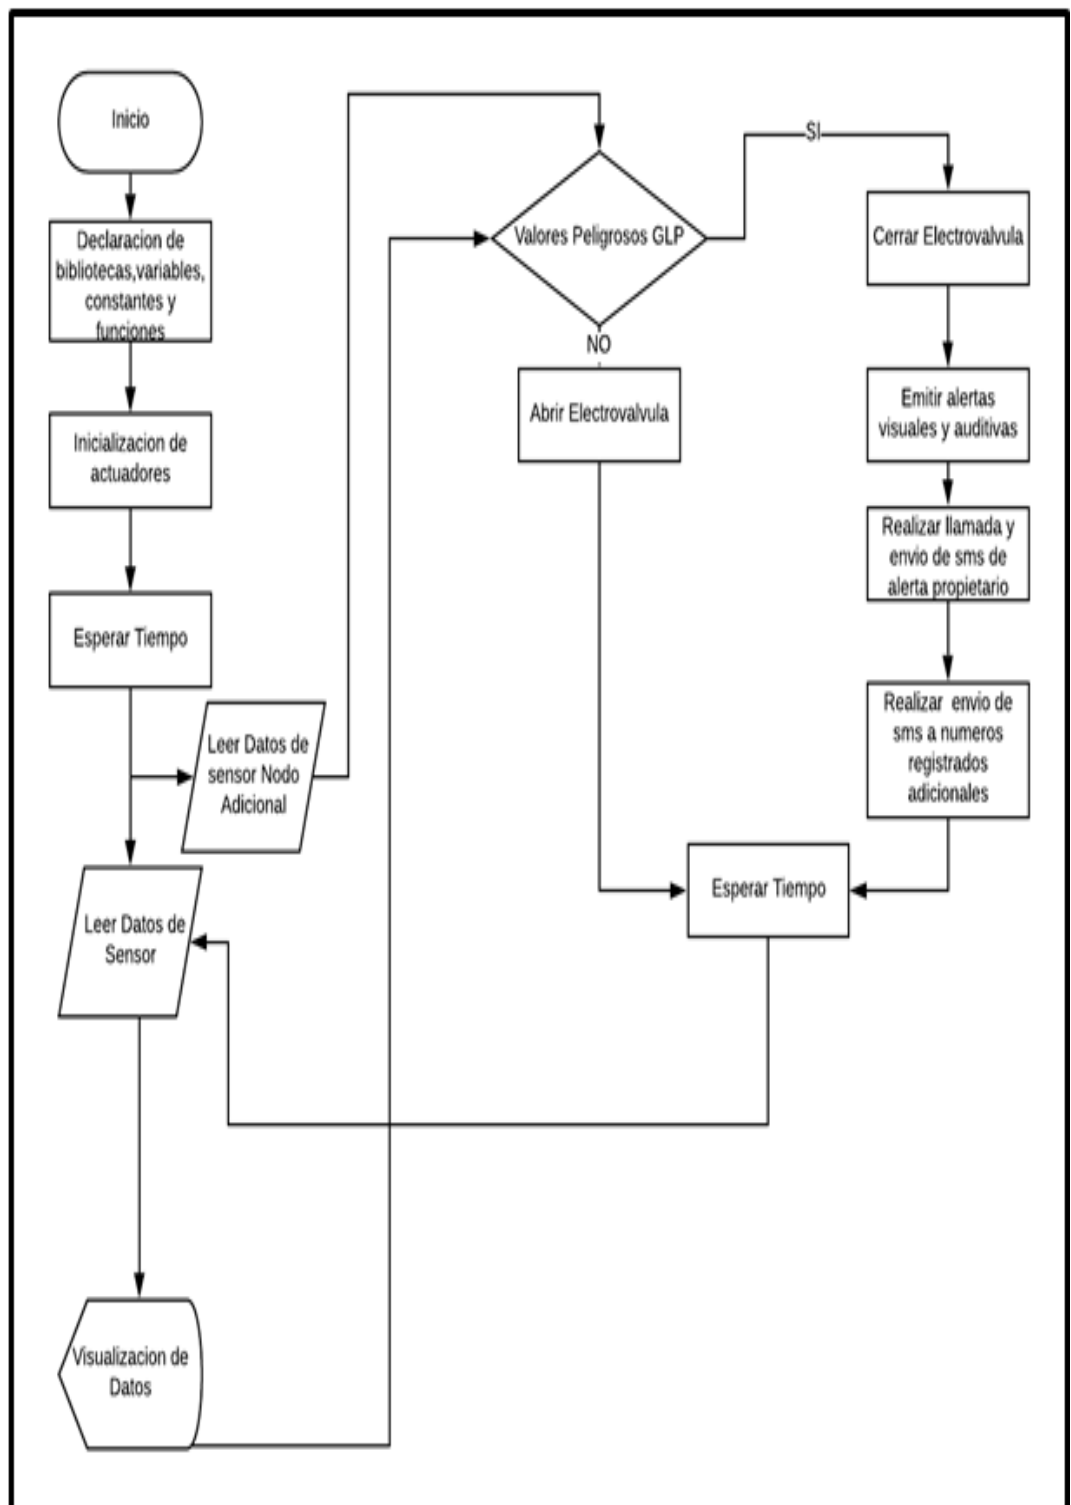 Inicio
Declaracion de
bibliotecas,variables,
constantes y
funciones
Inicializacion de
actuadores
Esperar Tiempo
Leer Datos de
sensor Nodo
Adicional
Leer Datos de
Sensor
Visualizacion de
Datos
Valores Peligrosos GLP
SI
NO
Abrir Electrovalvula
Cerrar Electrovalvula
Emitir alertas
visuales y auditivas
Realizar llamada y
envio de sms de
alerta propietario
Realizar envio de
sms a numeros
registrados
adicionales
Esperar Tiempo